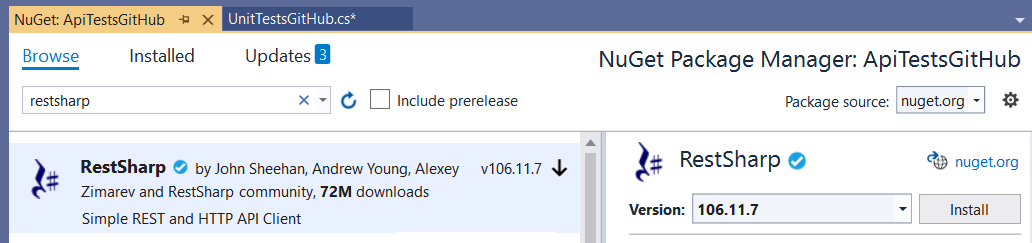 NuGet: ApiTestsGitHub
UnitTestsGitHub.cs*
Browse
Installed
Updates 3
NuGet Package Manager: ApiTestsGitHub
restsharp
Include prerelease
Package source: nuget.org
RestSharp by John Sheehan, Andrew Young, Alexey v106.11.7
Zimarev and RestSharp community, 72M downloads
Simple REST and HTTP API Client
RestSharp
nuget.org
Version: 106.11.7
Install